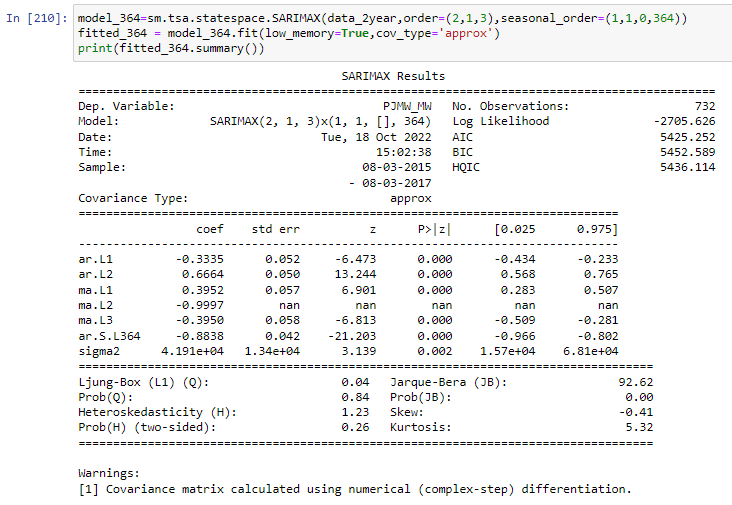 In [210]: model_364=sm.tsa.statespace.SARIMAX(data_2year,order=(2,1,3),seasonal_order=(1,1,0,364))
fitted_364 = model_364.fit(low_memory=True,cov_type='approx')
print(fitted_364.summary())
SARIMAX Results
==========================================================================================
Dep. Variable: PJMW_MW No. Observations: 732
Model: SARIMAX(2, 1, 3)x(1, 1, [], 364) Log Likelihood -2705.626
Date: Tue, 18 Oct 2022 AIC 5425.252
Time: 15:02:38 BIC 5452.589
Sample: 08-03-2015 HQIC 5436.114
- 08-03-2017
Covariance Type: approx
==============================================================================
coef std err z P>|z| [0.025 0.975]
------------------------------------------------------------------------------
ar.L1 -0.3335 0.052 -6.473 0.000 -0.434 -0.233
ar.L2 0.6664 0.050 13.244 0.000 0.568 0.765
ma.L1 0.3952 0.057 6.901 0.000 0.283 0.507
ma.L2 -0.9997 nan nan nan nan nan
ma.L3 -0.3950 0.058 -6.813 0.000 -0.509 -0.281
ar.S.L364 -0.8838 0.042 -21.203 0.000 -0.966 -0.802
sigma2 4.191e+04 1.34e+04 3.139 0.002 1.57e+04 6.81e+04
===================================================================================
Ljung-Box (L1) (Q): 0.04 Jarque-Bera (JB): 92.62
Prob(Q): 0.84 Prob(JB): 0.00
Heteroskedasticity (H): 1.23 Skew: -0.41
Prob(H) (two-sided): 0.26 Kurtosis: 5.32
===================================================================================
Warnings:
[1] Covariance matrix calculated using numerical (complex-step) differentiation.